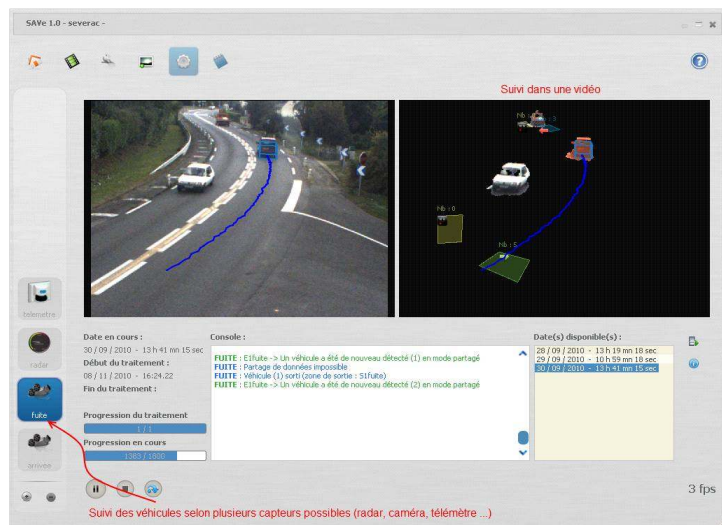 SAVe 1.0 - severac -
Suivi dans une vidéo
Nb : 3
Nb : 0
Nb : 5
telemetre
radar
fuite
arrivee
Date en cours :
30 / 09 / 2010 - 13 h 41 mn 15 sec
Début du traitement :
08 / 11 / 2010 - 16:24.22
Fin du traitement :
Progression du traitement
1 / 1
Progression en cours
1383 / 1800
Console :
FUITE : E1fuite -> Un véhicule a été de nouveau détecté (1) en mode partagé
FUITE : Partage de données impossible
FUITE : Véhicule (1) sorti (zone de sortie : S1fuite)
FUITE : E1fuite -> Un véhicule a été de nouveau détecté (2) en mode partagé
Date(s) disponible(s) :
28 / 09 / 2010 - 13 h 19 mn 18 sec
29 / 09 / 2010 - 10 h 59 mn 18 sec
30 / 09 / 2010 - 13 h 41 mn 15 sec
3 fps
Suivi des véhicules selon plusieurs capteurs possibles (radar, caméra, télémètre ...)